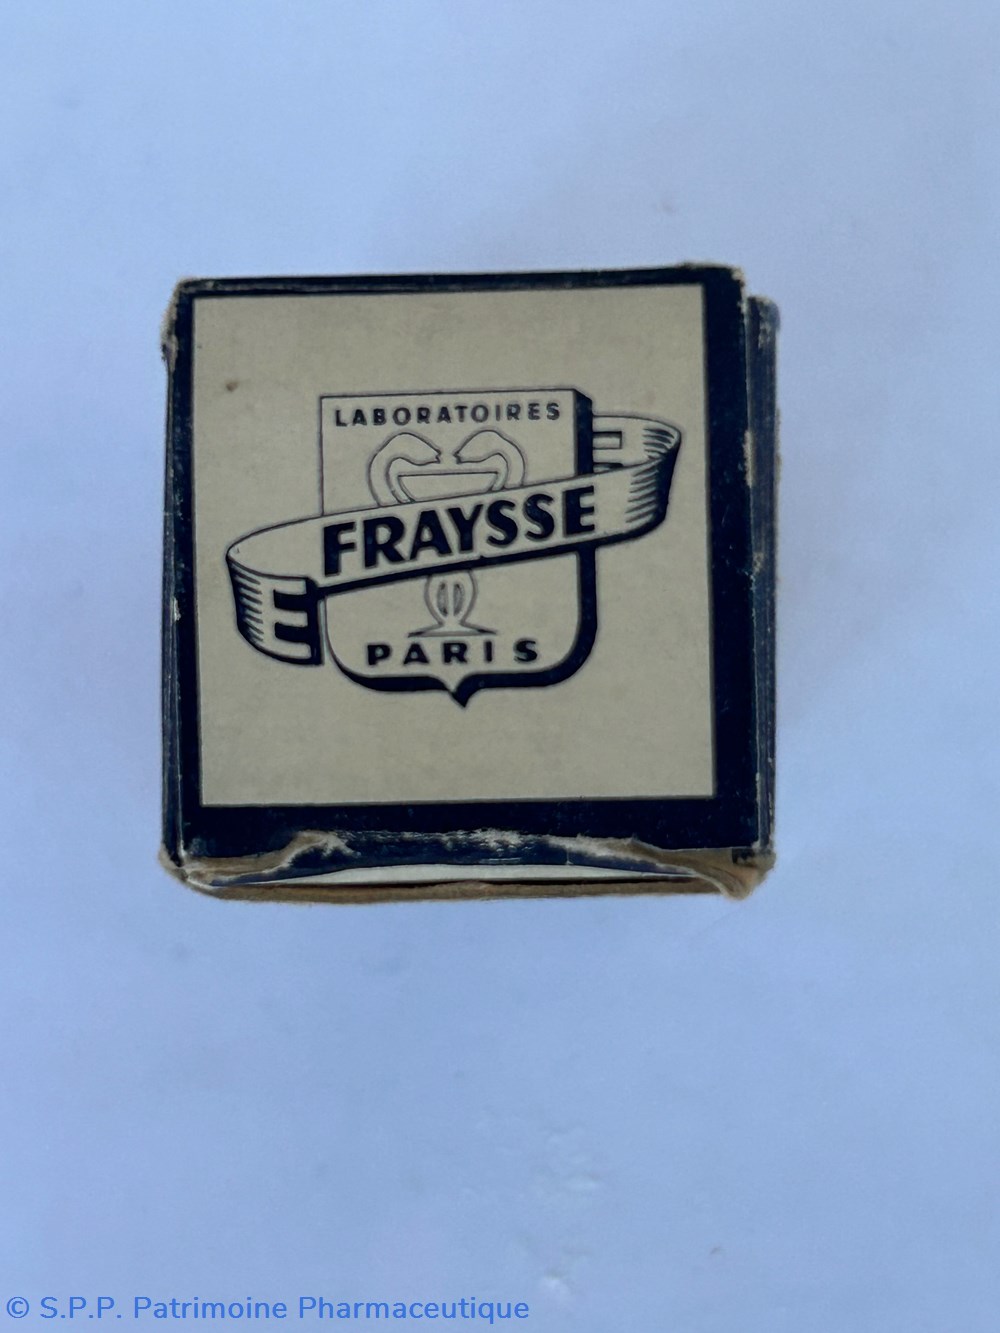 LABORATOIRES
FRAYSSE
PARIS
© S.P.P. Patrimoine Pharmaceutique